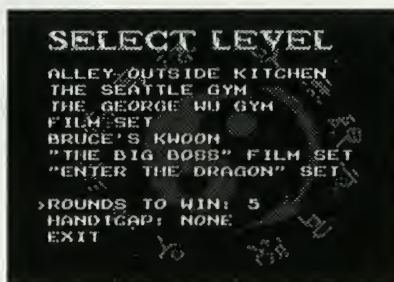 SELECT LEVEL
ALLEY OUTSIDE KITCHEN
THE SEATTLE GYM
THE GEORGE WU GYM
FILM SET
BRUCE'S KWOON
"THE BIG BOSS" FILM SET
"ENTER THE DRAGON" SET
>ROUNDS TO WIN: 5
HANDICAP: NONE
EXIT